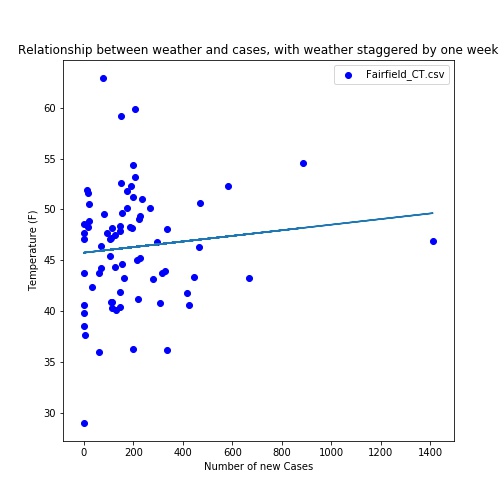 Relationship between weather and cases, with weather staggered by one week
Fairfield_CT.csv
Temperature (F)
60
55
50
45
40
35
30
0 200 400 600 800 1000 1200 1400
Number of new Cases